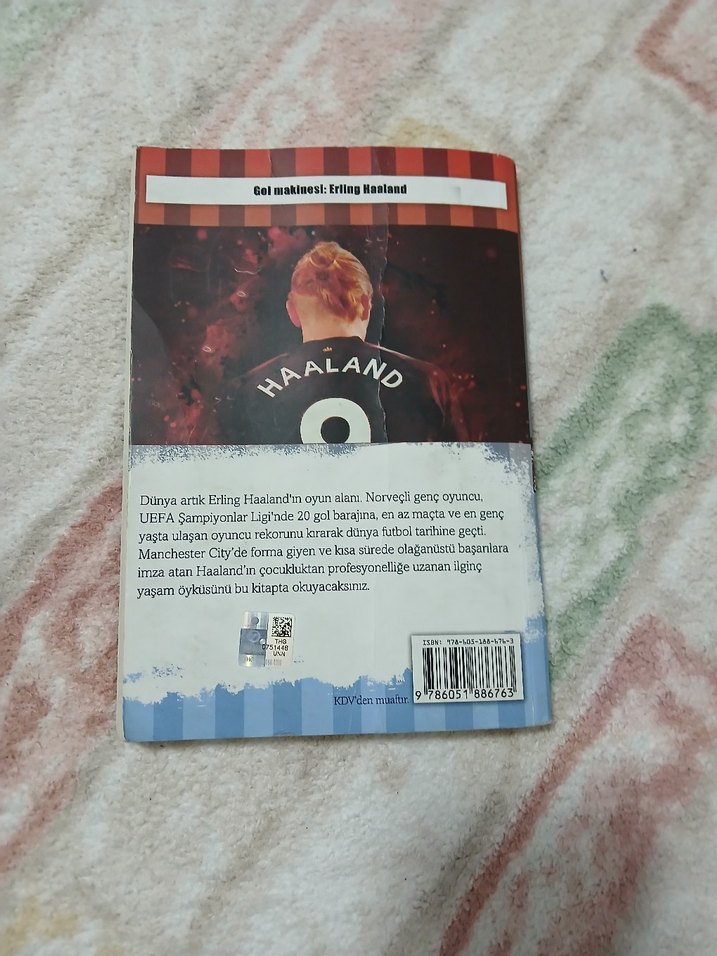 Gol makinesi: Erling Haaland
HAALAND
9
Dünya artık Erling Haaland'ın oyun alanı. Norveçli genç oyuncu,
UEFA Şampiyonlar Ligi'nde 20 gol barajına, en az maçta ve en genç
yaşta ulaşan oyuncu rekorunu kırarak dünya futbol tarihine geçti.
Manchester City'de forma giyen ve kısa sürede olağanüstü başarılara
imza atan Haaland'ın çocukluktan profesyonelliğe uzanan ilginç
yaşam öyküsünü bu kitapta okuyacaksınız.
THG
0751446
KDV'den muaftır.
ISBN: 978-605-188-676-3
9 786051 886763